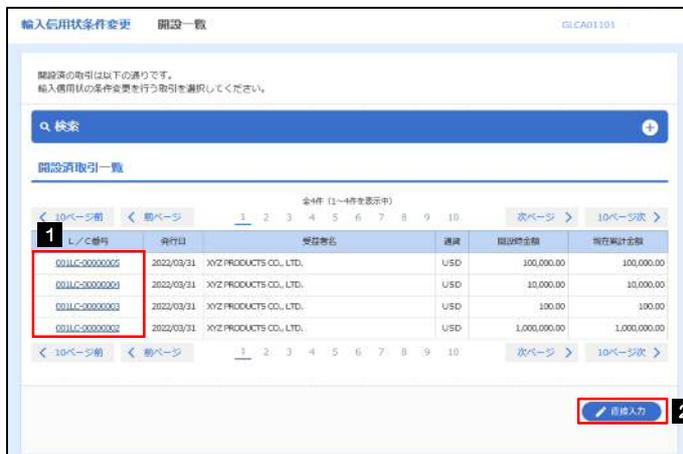 輸入信用状条件変更 開設一覧 GLCA01101
開設済の取引は以下の通りです。
輸入信用状の条件変更を行う取引を選択してください。
検索
開設済取引一覧
全4件 (1～4件を表示中)
10ページ前 前ページ 1 2 3 4 5 6 7 8 9 10 次ページ 10ページ次
1 L/C番号 発行日 受益者名 通貨 開設時金額 現在累計金額
001LC-00000005 2022/03/31 XYZ PRODUCTS CO., LTD. USD 100,000.00 100,000.00
001LC-00000004 2022/03/31 XYZ PRODUCTS CO., LTD. USD 10,000.00 10,000.00
001LC-00000003 2022/03/31 XYZ PRODUCTS CO., LTD. USD 100.00 100.00
001LC-00000002 2022/03/31 XYZ PRODUCTS CO., LTD. USD 1,000,000.00 1,000,000.00
10ページ前 前ページ 1 2 3 4 5 6 7 8 9 10 次ページ 10ページ次
直接入力 2